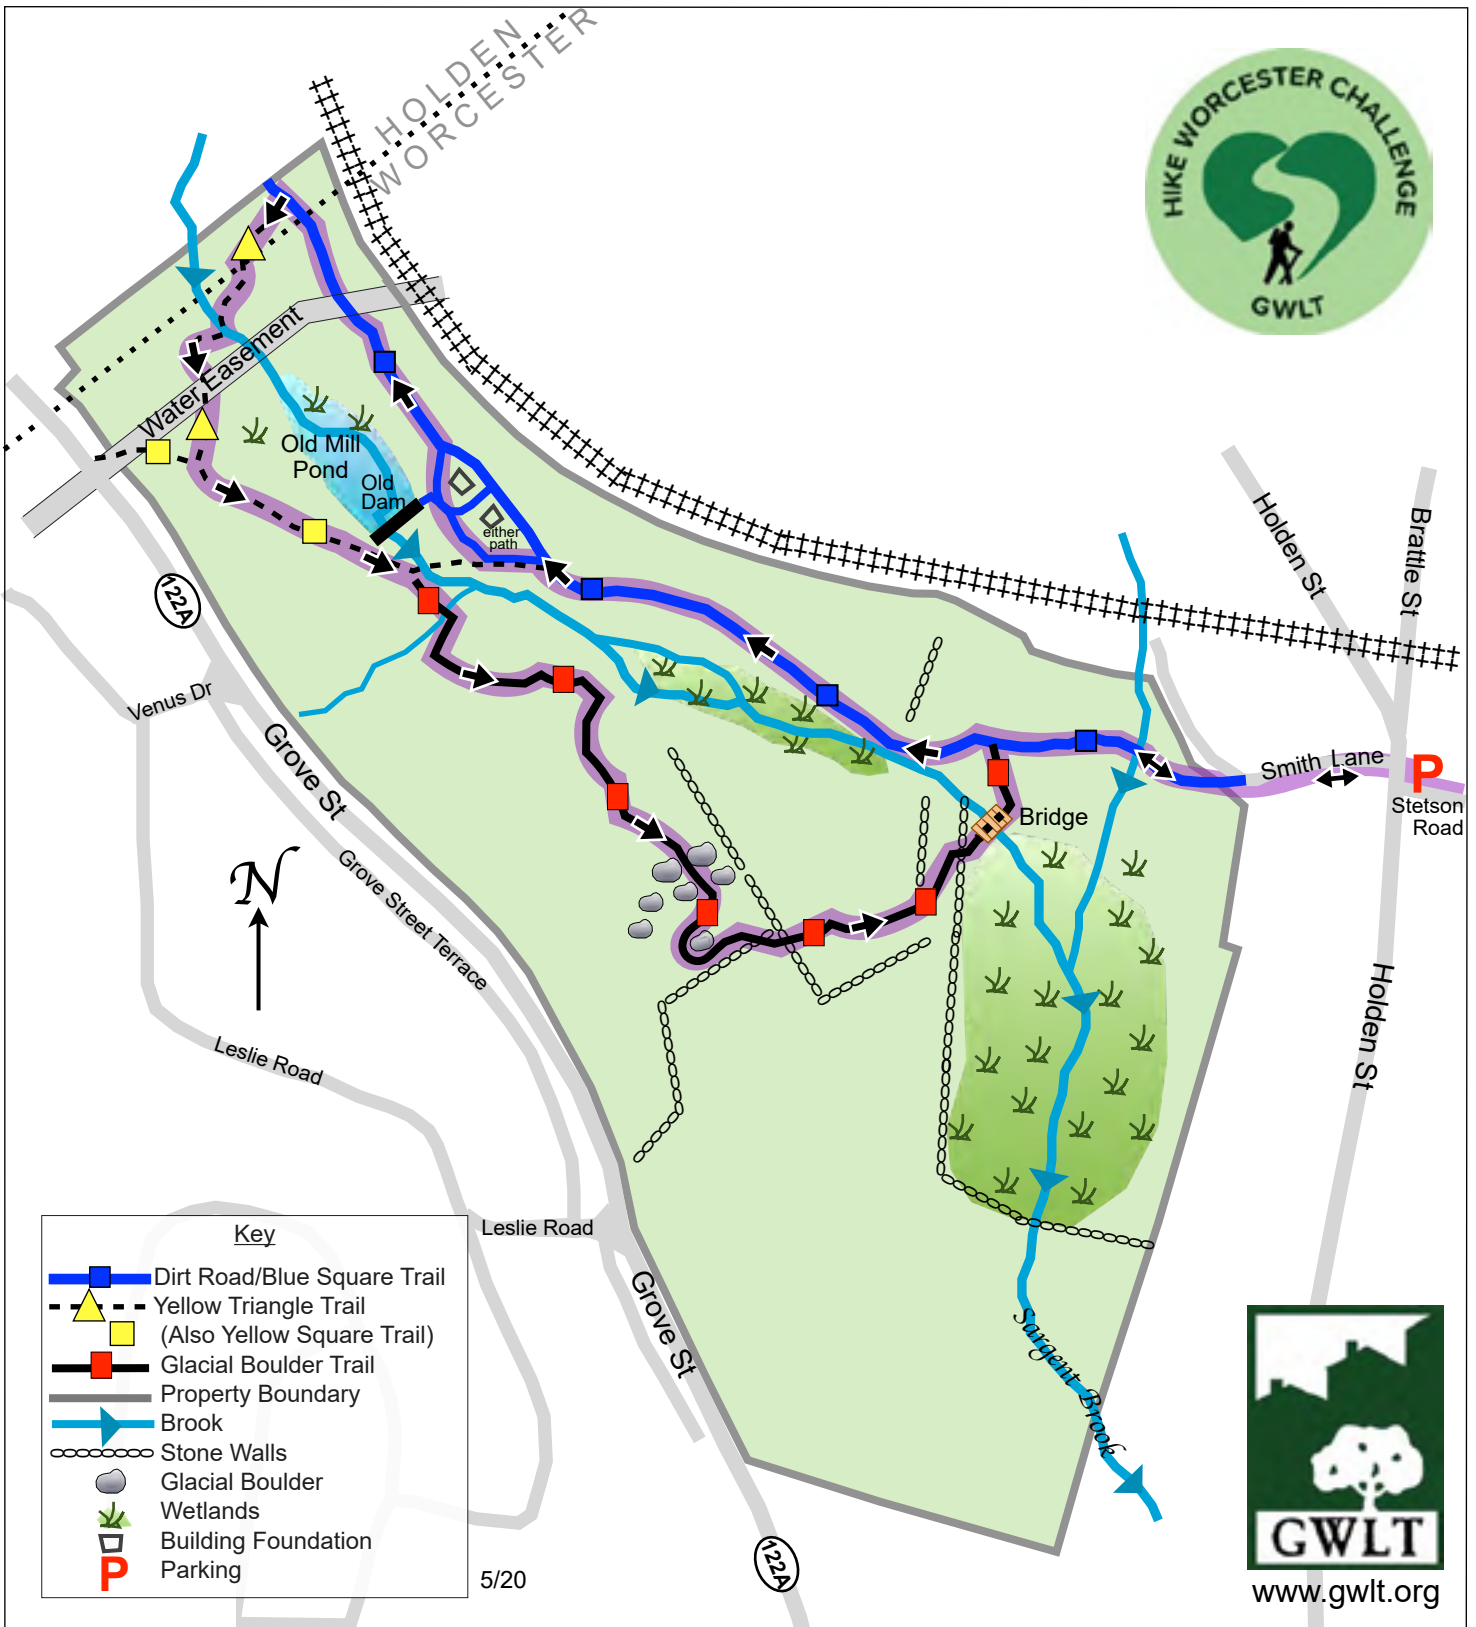 HOLDEN
WORCESTER
HIKE WORCESTER CHALLENGE
GWLT
Water Easement
Old Mill
Pond
Old
Dam
either
path
122A
Venus Dr
Grove St
Grove Street Terrace
N
Leslie Road
Holden St
Brattle St
Smith Lane
P
Stetson
Road
Bridge
Holden St
Leslie Road
Grove St
Sargent Brook
122A
Key
Dirt Road/Blue Square Trail
Yellow Triangle Trail
(Also Yellow Square Trail)
Glacial Boulder Trail
Property Boundary
Brook
Stone Walls
Glacial Boulder
Wetlands
Building Foundation
P Parking
5/20
GWLT
www.gwlt.org